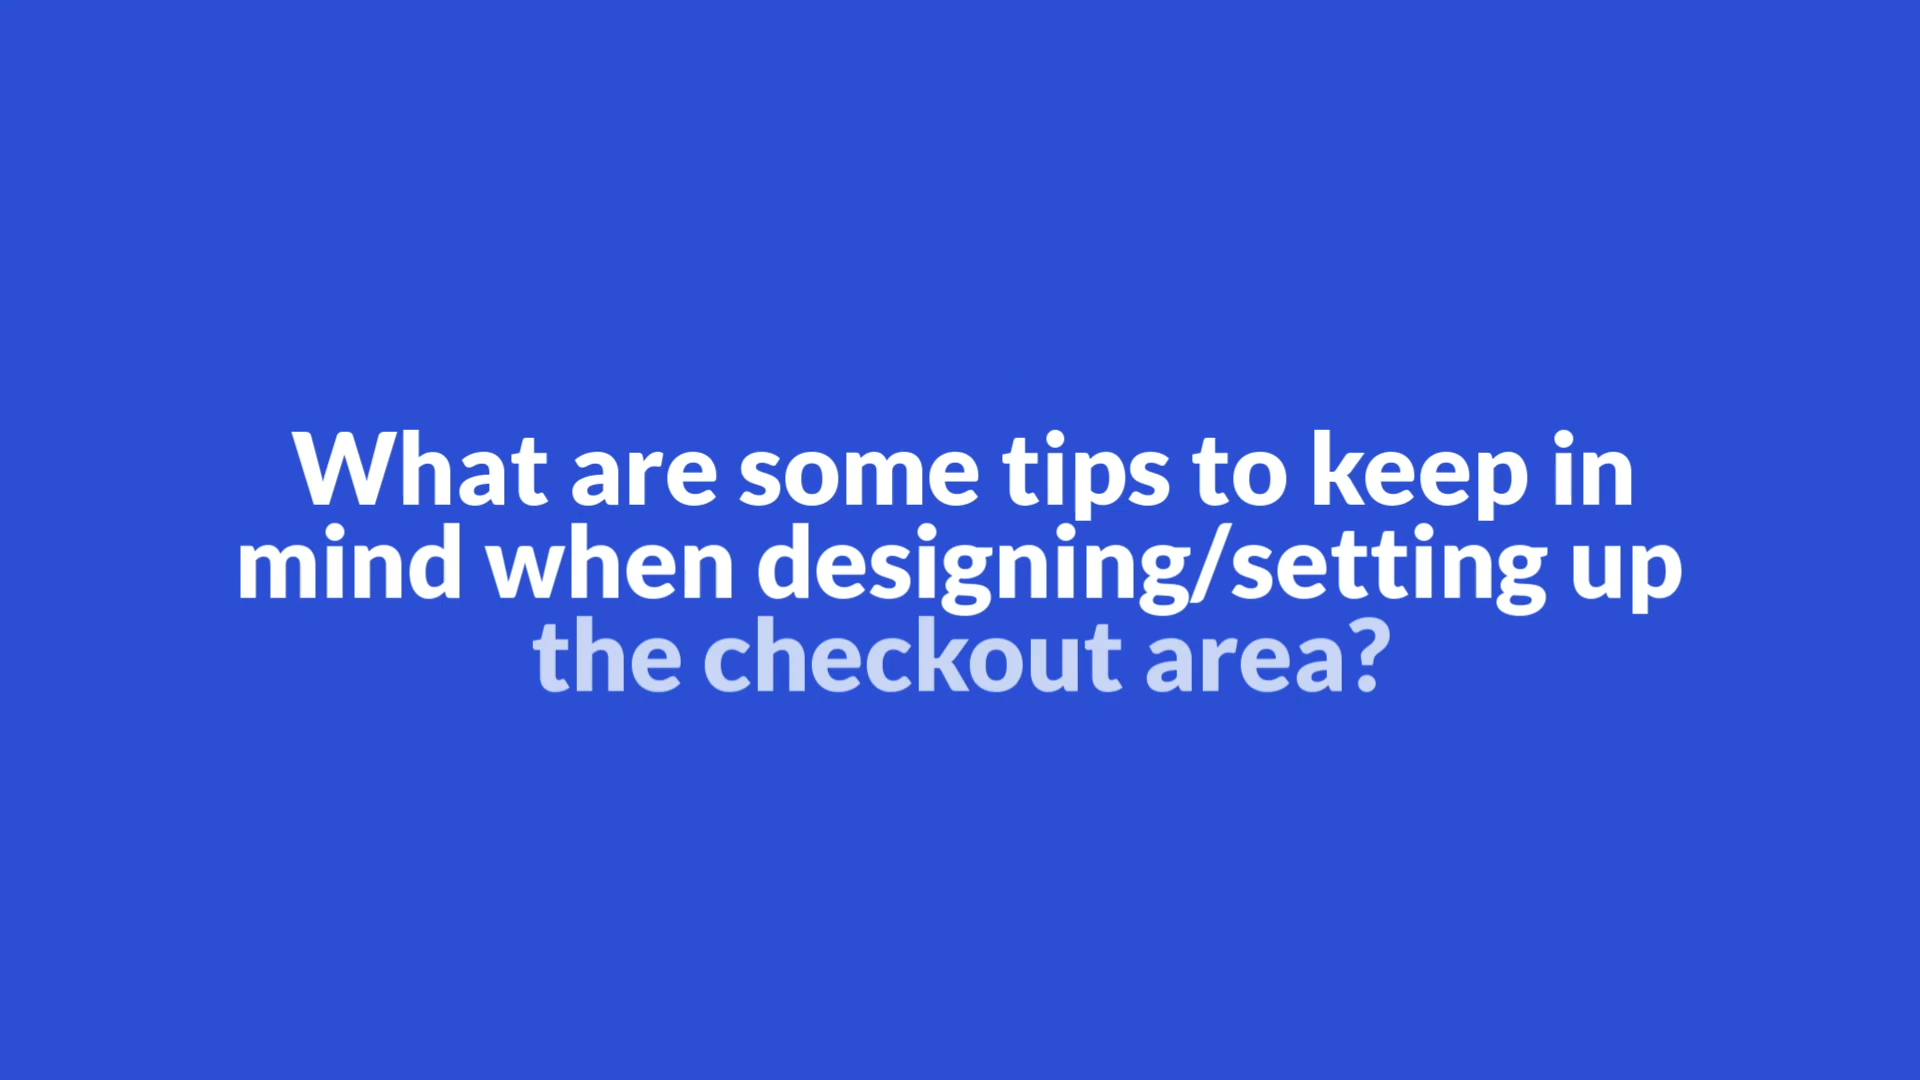 What are some tips to keep in
mind when designing/setting up
the checkout area?